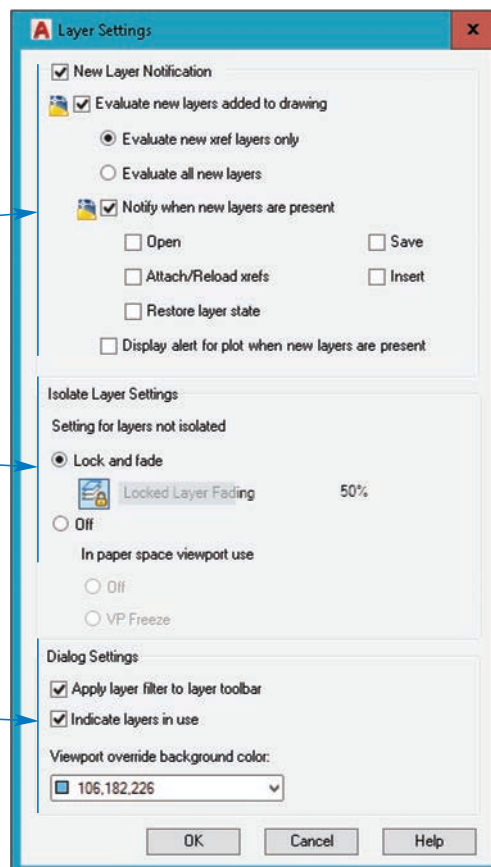 Layer Settings
New Layer Notification
Evaluate new layers added to drawing
Evaluate new xref layers only
Evaluate all new layers
Notify when new layers are present
Open Save
Attach/Reload xrefs Insert
Restore layer state
Display alert for plot when new layers are present
Isolate Layer Settings
Setting for layers not isolated
Lock and fade
Locked Layer Fading 50%
Off
In paper space viewport use
Off
VP Freeze
Dialog Settings
Apply layer filter to layer toolbar
Indicate layers in use
Viewport override background color:
106,182,226
OK Cancel Help